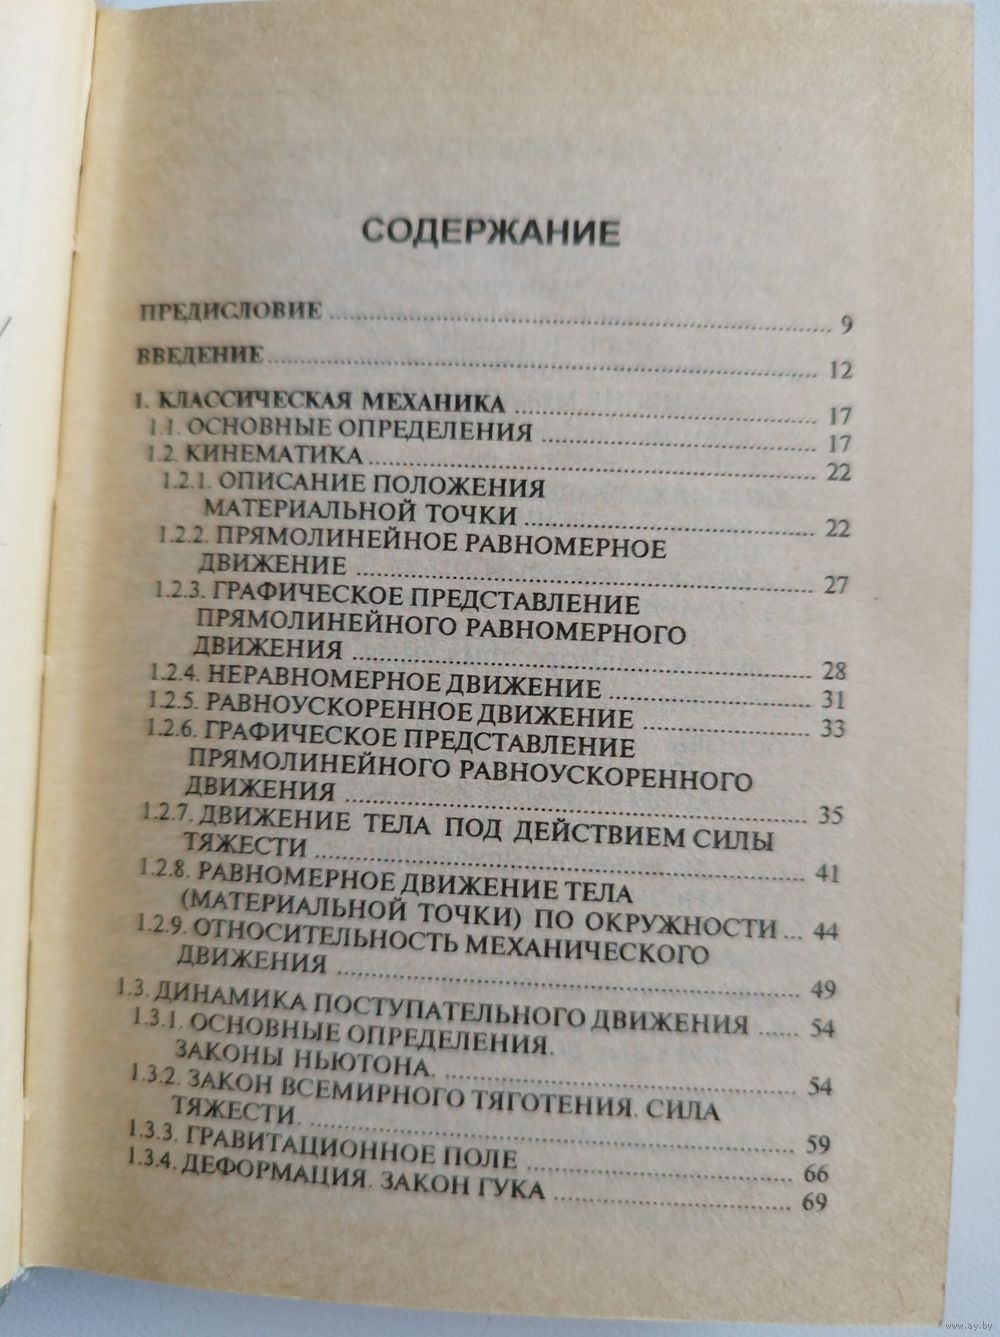 СОДЕРЖАНИЕ
ПРЕДИСЛОВИЕ ... 9
ВВЕДЕНИЕ ... 12
1. КЛАССИЧЕСКАЯ МЕХАНИКА ... 17
1.1. ОСНОВНЫЕ ОПРЕДЕЛЕНИЯ ... 17
1.2. КИНЕМАТИКА ... 22
1.2.1. ОПИСАНИЕ ПОЛОЖЕНИЯ
МАТЕРИАЛЬНОЙ ТОЧКИ ... 22
1.2.2. ПРЯМОЛИНЕЙНОЕ РАВНОМЕРНОЕ
ДВИЖЕНИЕ ... 27
1.2.3. ГРАФИЧЕСКОЕ ПРЕДСТАВЛЕНИЕ
ПРЯМОЛИНЕЙНОГО РАВНОМЕРНОГО
ДВИЖЕНИЯ ... 28
1.2.4. НЕРАВНОМЕРНОЕ ДВИЖЕНИЕ ... 31
1.2.5. РАВНОУСКОРЕННОЕ ДВИЖЕНИЕ ... 33
1.2.6. ГРАФИЧЕСКОЕ ПРЕДСТАВЛЕНИЕ
ПРЯМОЛИНЕЙНОГО РАВНОУСКОРЕННОГО
ДВИЖЕНИЯ ... 35
1.2.7. ДВИЖЕНИЕ ТЕЛА ПОД ДЕЙСТВИЕМ СИЛЫ
ТЯЖЕСТИ ... 41
1.2.8. РАВНОМЕРНОЕ ДВИЖЕНИЕ ТЕЛА
(МАТЕРИАЛЬНОЙ ТОЧКИ) ПО ОКРУЖНОСТИ ... 44
1.2.9. ОТНОСИТЕЛЬНОСТЬ МЕХАНИЧЕСКОГО
ДВИЖЕНИЯ ... 49
1.3. ДИНАМИКА ПОСТУПАТЕЛЬНОГО ДВИЖЕНИЯ ... 54
1.3.1. ОСНОВНЫЕ ОПРЕДЕЛЕНИЯ.
ЗАКОНЫ НЬЮТОНА. ... 54
1.3.2. ЗАКОН ВСЕМИРНОГО ТЯГОТЕНИЯ. СИЛА
ТЯЖЕСТИ. ... 59
1.3.3. ГРАВИТАЦИОННОЕ ПОЛЕ ... 66
1.3.4. ДЕФОРМАЦИЯ. ЗАКОН ГУКА ... 69
www.ay.by